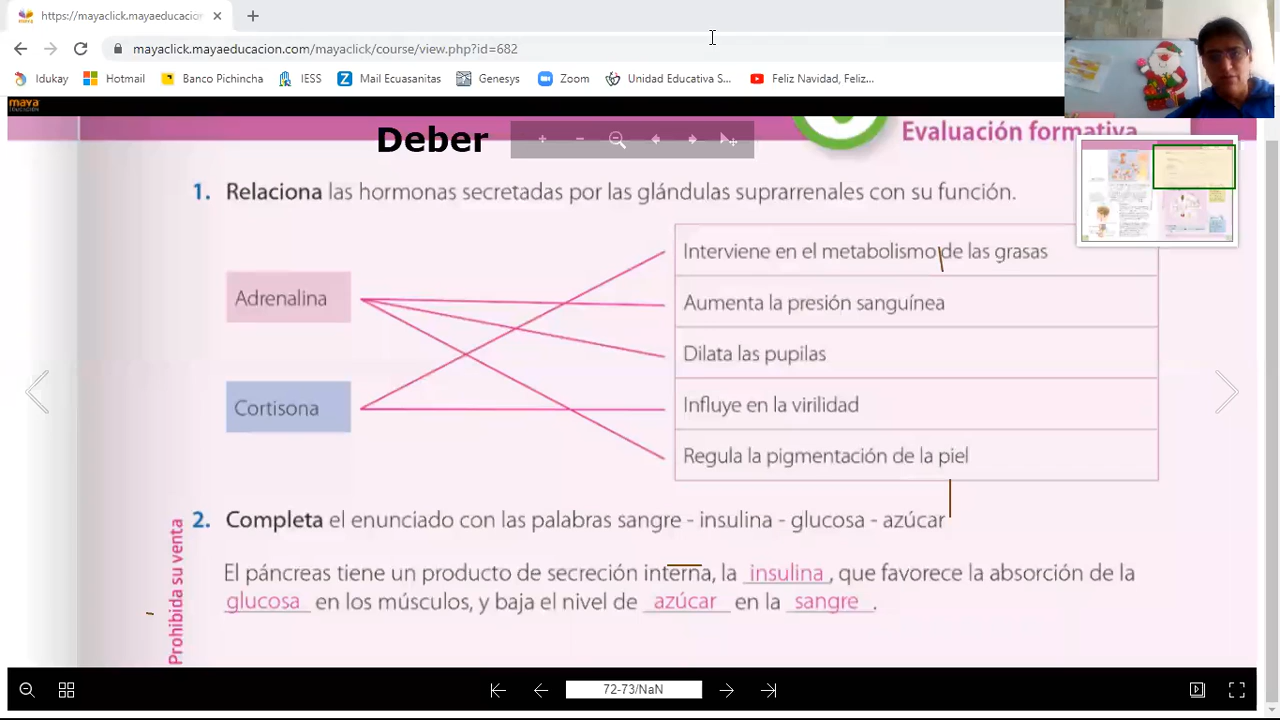 https://mayaclick.mayaeducacion
mayaclick.mayaeducacion.com/mayaclick/course/view.php?id=682
Idukay Hotmail Banco Pichincha IESS Mail Ecuasanitas Genesys Zoom Unidad Educativa S... Feliz Navidad, Feliz...
maya
EDUCACIÓN
Deber
Evaluación formativa
1. Relaciona las hormonas secretadas por las glándulas suprarrenales con su función.
Interviene en el metabolismo de las grasas
Adrenalina
Aumenta la presión sanguínea
Dilata las pupilas
Cortisona
Influye en la virilidad
Regula la pigmentación de la piel
2. Completa el enunciado con las palabras sangre - insulina - glucosa - azúcar
El páncreas tiene un producto de secreción interna, la insulina, que favorece la absorción de la
glucosa en los músculos, y baja el nivel de azúcar en la sangre.
Prohibida su venta
72-73/NaN